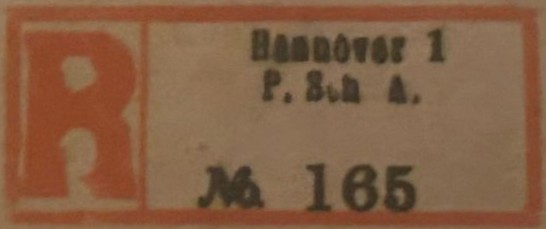 R
Hannover 1
P. Sch A.
No. 165